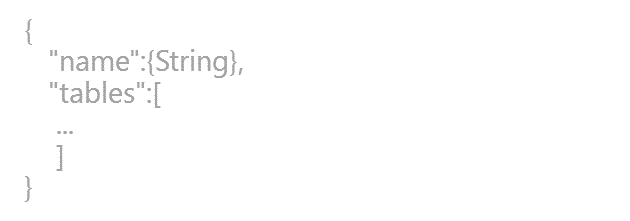 {
"name":{String},
"tables":[
...
]
}